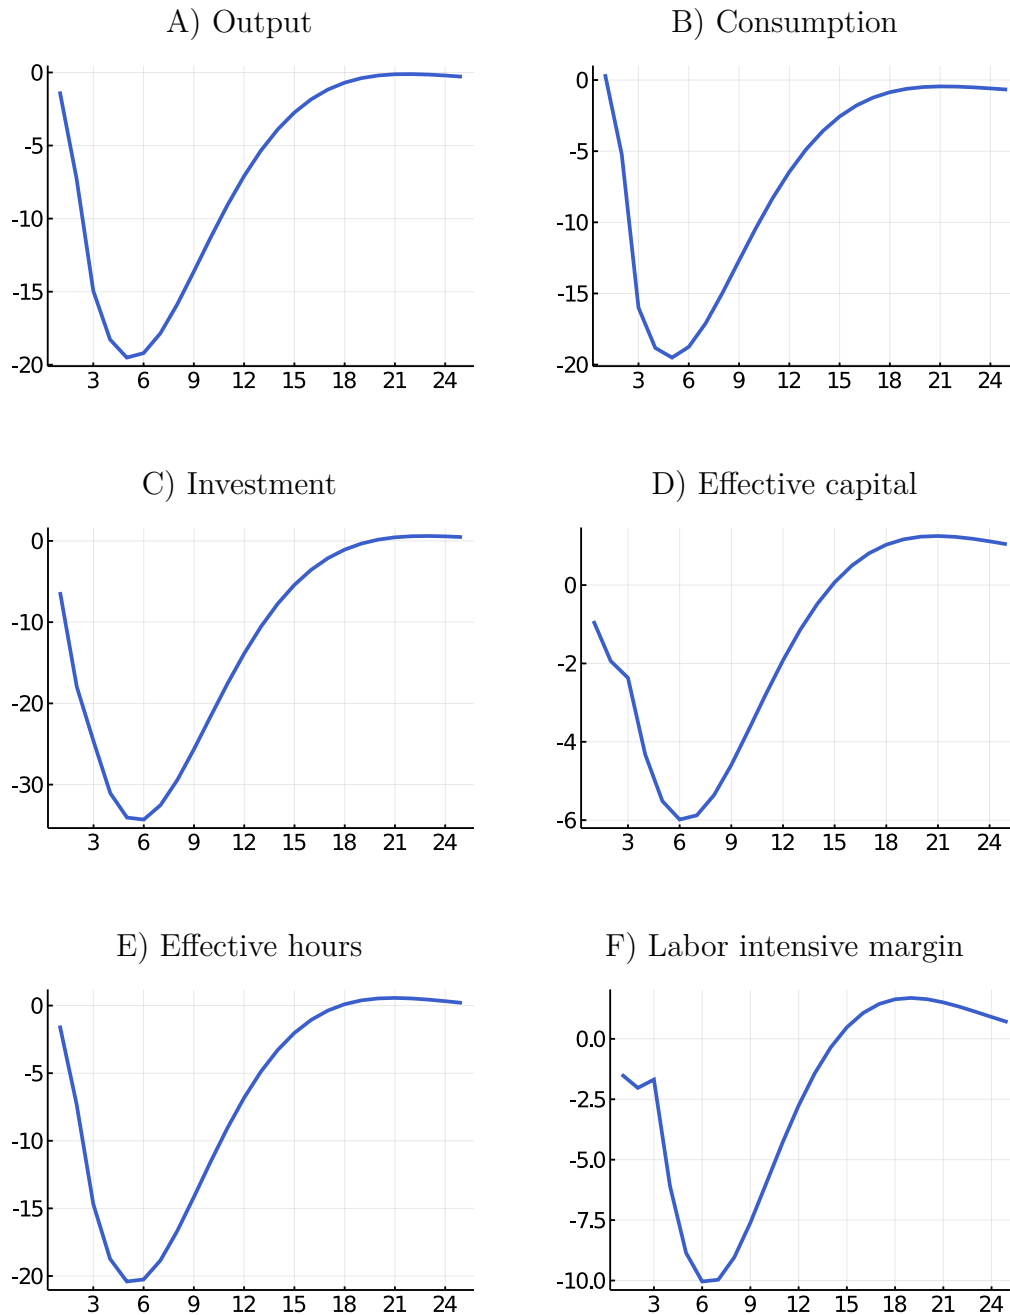 A) Output
0
-5
-10
-15
-20
3 6 9 12 15 18 21 24
B) Consumption
0
-5
-10
-15
-20
3 6 9 12 15 18 21 24
C) Investment
0
-10
-20
-30
3 6 9 12 15 18 21 24
D) Effective capital
0
-2
-4
-6
3 6 9 12 15 18 21 24
E) Effective hours
0
-5
-10
-15
-20
3 6 9 12 15 18 21 24
F) Labor intensive margin
0.0
-2.5
-5.0
-7.5
-10.0
3 6 9 12 15 18 21 24